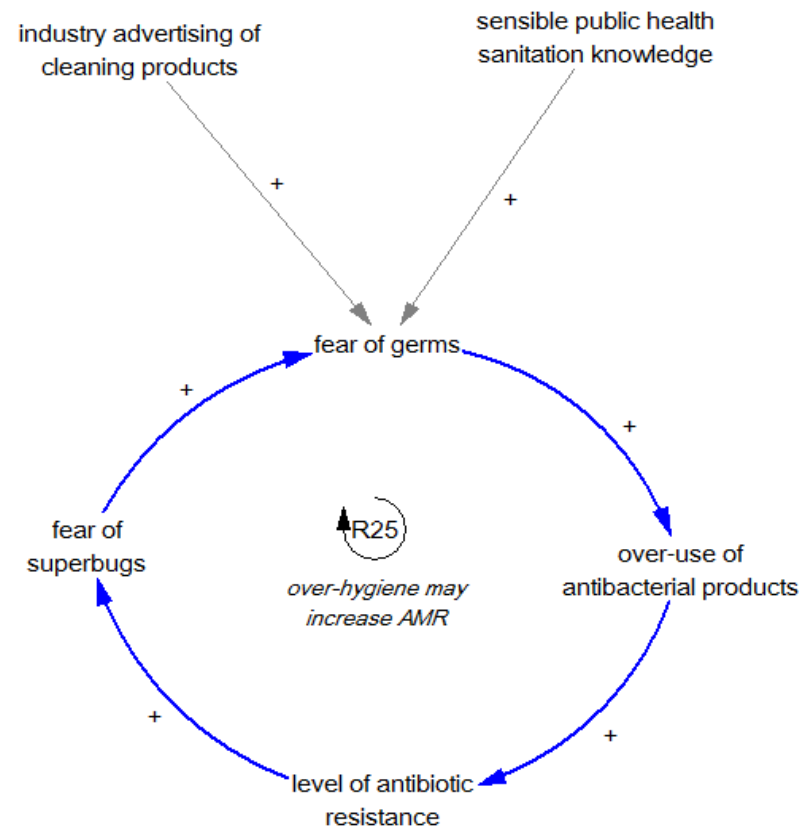 industry advertising of
cleaning products
sensible public health
sanitation knowledge
+
+
fear of germs
+
+
fear of
superbugs
R25
over-hygiene may
increase AMR
over-use of
antibacterial products
+
+
level of antibiotic
resistance